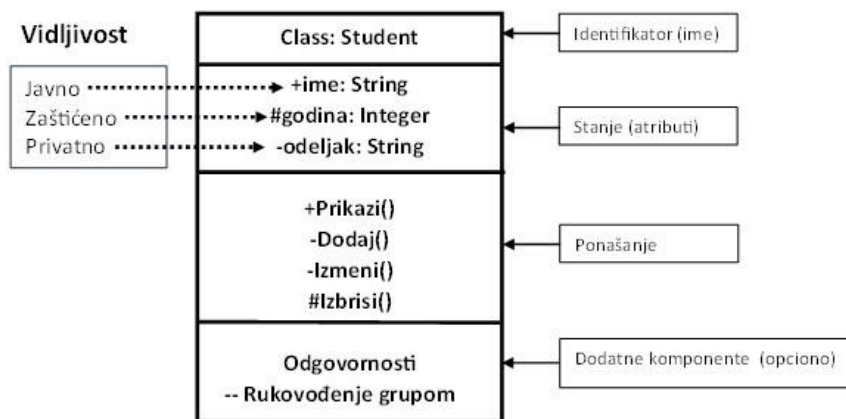 Vidljivost
Javno
Zaštićeno
Privatno
Class: Student
+ime: String
#godina: Integer
-odeljak: String
+Prikazi()
-Dodaj()
-Izmeni()
#Izbrisi()
Odgovornosti
-- Rukovođenje grupom
Identifikator (ime)
Stanje (atributi)
Ponašanje
Dodatne komponente (opciono)